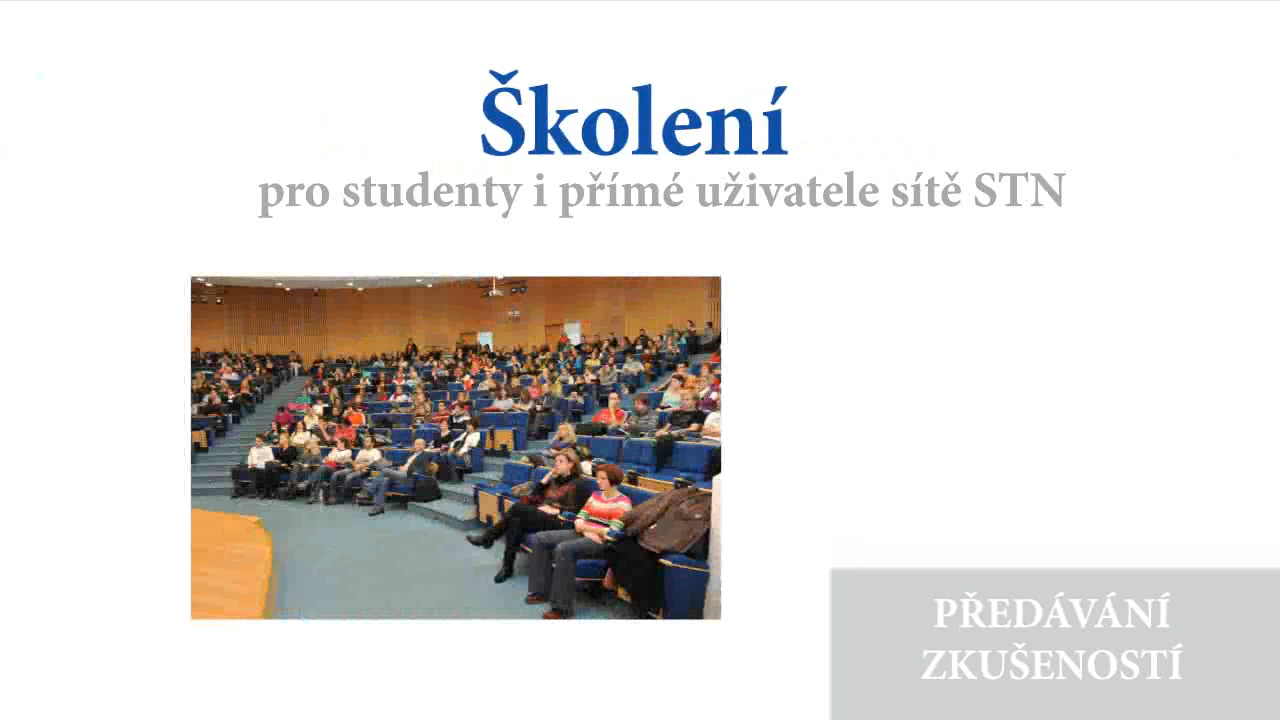 Školení
pro studenty i přímé uživatele sítě STN
PŘEDÁVÁNÍ
ZKUŠENOSTÍ